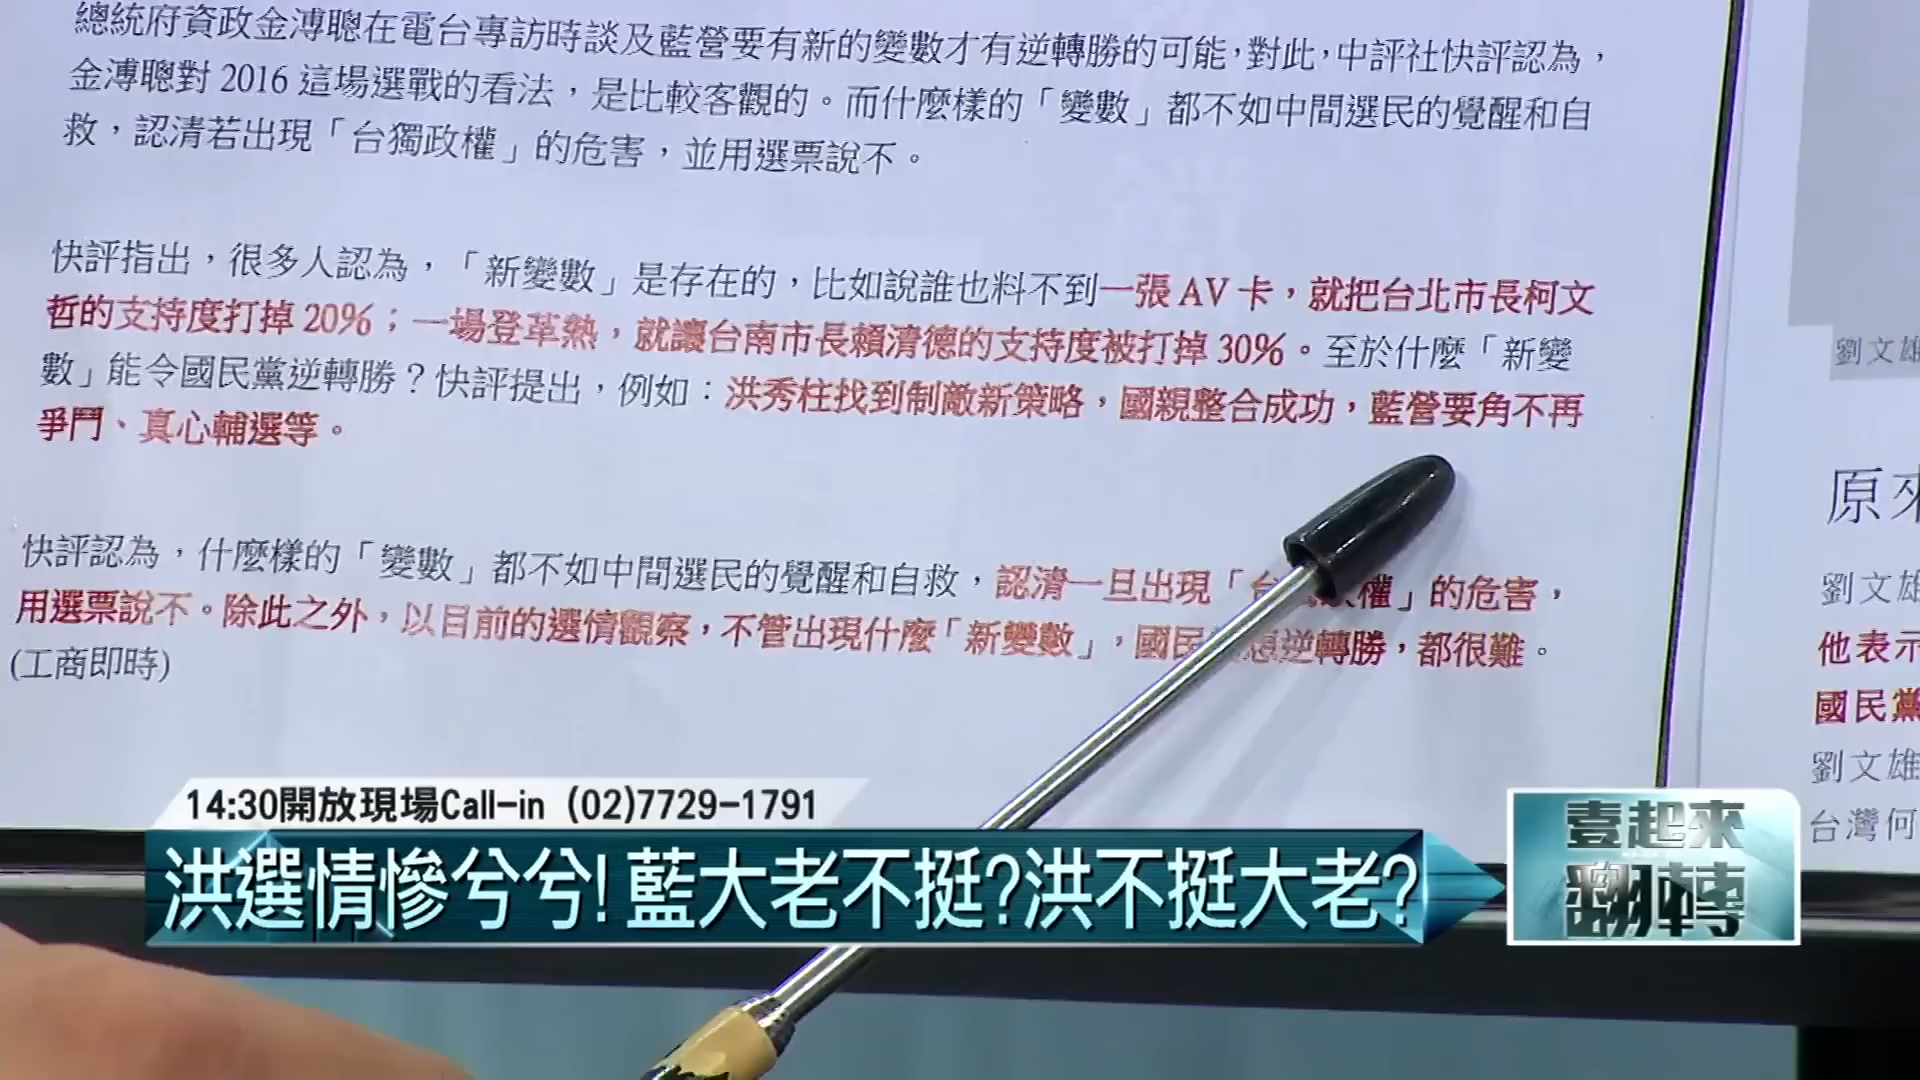 總統府資政金溥聰在電台專訪時談及藍營要有新的變數才有逆轉勝的可能,對此,中評社快評認為,
金溥聰對 2016 這場選戰的看法,是比較客觀的。而什麼樣的「變數」都不如中間選民的覺醒和自
救,認清若出現「台獨政權」的危害,並用選票說不。
快評指出,很多人認為,「新變數」是存在的,比如說誰也料不到一張 AV 卡,就把台北市長柯文
哲的支持度打掉 20%;一場登革熱,就讓台南市長賴清德的支持度被打掉 30%。至於什麼「新變
數」能令國民黨逆轉勝?快評提出,例如:洪秀柱找到制敵新策略,國親整合成功,藍營要角不再
爭鬥、真心輔選等。
快評認為,什麼樣的「變數」都不如中間選民的覺醒和自救,認清一旦出現「台 權」的危害,
用選票說不。除此之外,以目前的選情觀察,不管出現什麼「新變數」,國民 想逆轉勝,都很難。
(工商即時)
劉文雄
原來
劉文雄
他表示
國民黨
劉文雄
台灣何
14:30開放現場Call-in (02)7729-1791
洪選情慘兮兮!藍大老不挺?洪不挺大老?
壹起來
翻轉